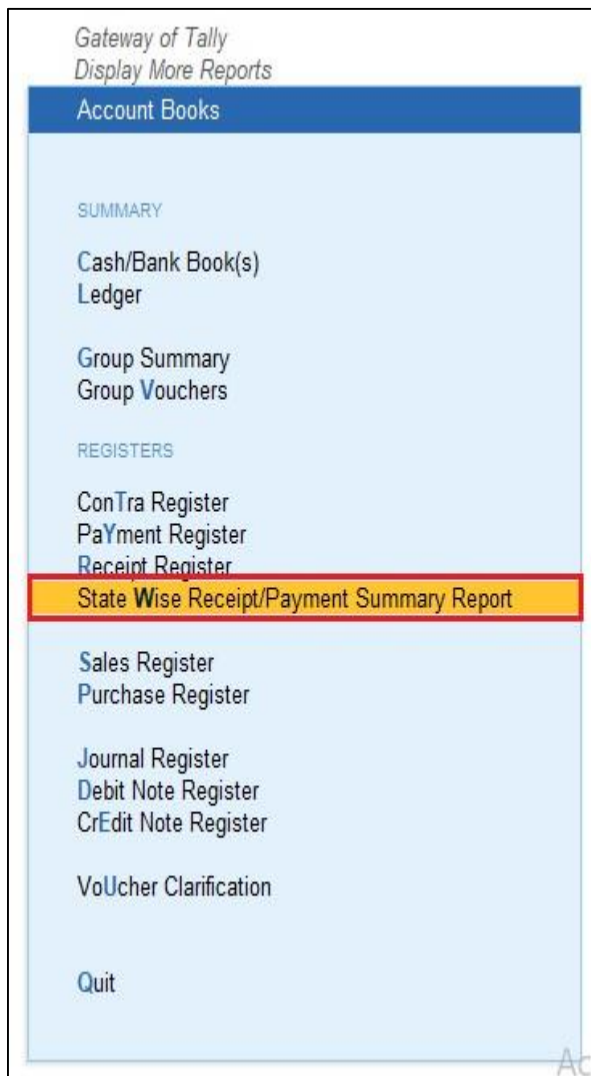 Gateway of Tally
Display More Reports
Account Books
SUMMARY
Cash/Bank Book(s)
Ledger
Group Summary
Group Vouchers
REGISTERS
ConTra Register
PaYment Register
Receipt Register
State Wise Receipt/Payment Summary Report
Sales Register
Purchase Register
Journal Register
Debit Note Register
CrEdit Note Register
VoUcher Clarification
Quit